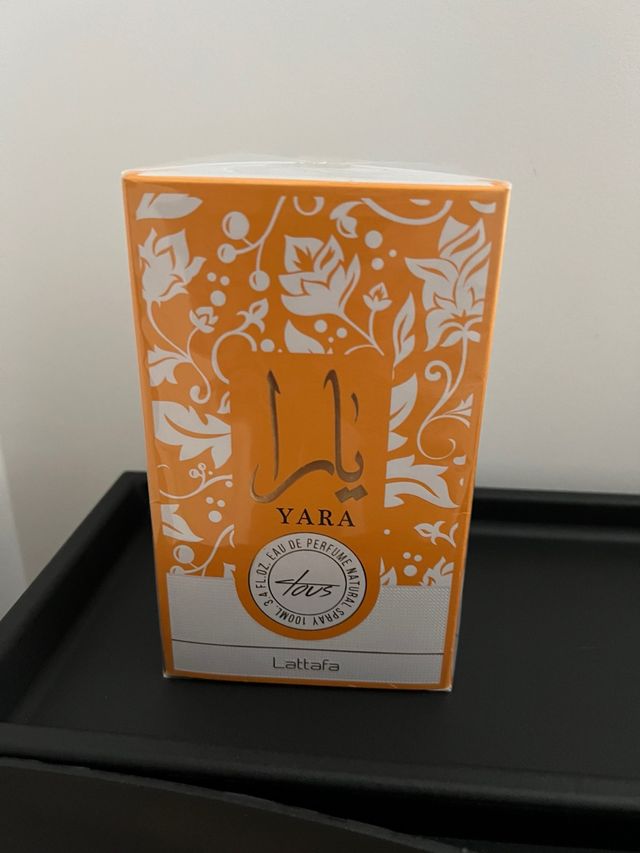 يارا
YARA
EAU DE PERFUME NATURAL SPRAY 100ML. 3.4 FL.OZ.
Tous
Lattafa